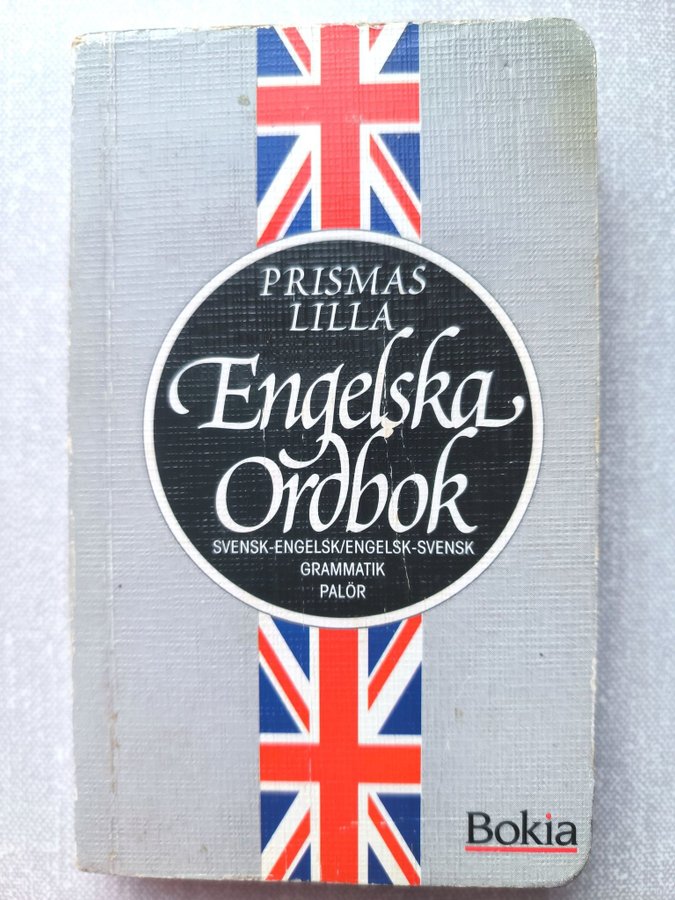 PRISMAS
LILLA
Engelska
Ordbok
SVENSK-ENGELSK/ENGELSK-SVENSK
GRAMMATIK
PALÖR
Bokia